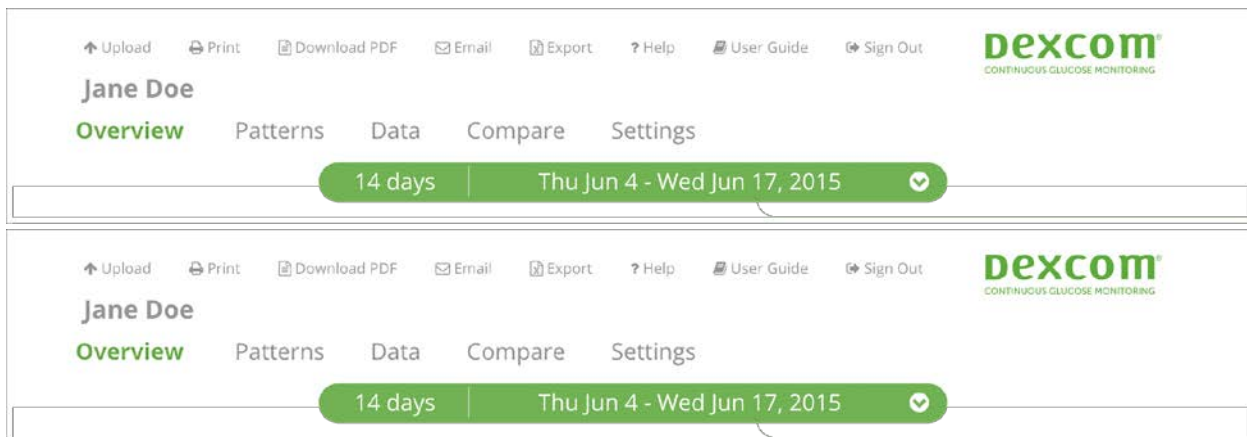 Upload Print Download PDF Email Export ? Help User Guide Sign Out
Dexcom®
CONTINUOUS GLUCOSE MONITORING
Jane Doe
Overview Patterns Data Compare Settings
14 days Thu Jun 4 - Wed Jun 17, 2015
Upload Print Download PDF Email Export ? Help User Guide Sign Out
Dexcom®
CONTINUOUS GLUCOSE MONITORING
Jane Doe
Overview Patterns Data Compare Settings
14 days Thu Jun 4 - Wed Jun 17, 2015